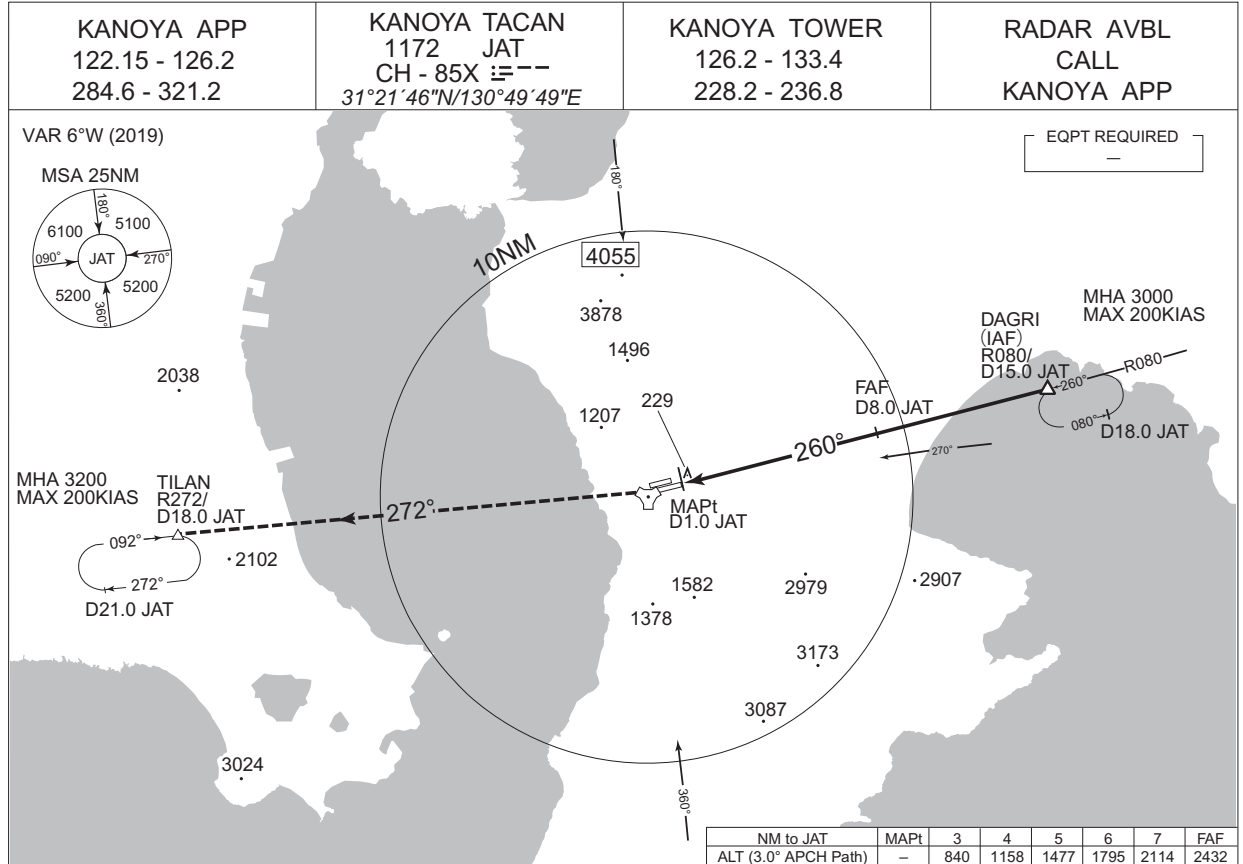 KANOYA APP
122.15 - 126.2
284.6 - 321.2
KANOYA TACAN
1172 JAT
CH - 85X
31°21´46"N/130°49´49"E
KANOYA TOWER
126.2 - 133.4
228.2 - 236.8
RADAR AVBL
CALL
KANOYA APP
VAR 6°W (2019)
EQPT REQUIRED
–
MSA 25NM
180°
6100
5100
090°
JAT
270°
5200
5200
360°
180°
10NM
4055
3878
1496
2038
229
1207
MHA 3000
MAX 200KIAS
DAGRI
(IAF)
R080/
D15.0 JAT
R080
260°
080°
D18.0 JAT
FAF
D8.0 JAT
260°
270°
A
MAPt
D1.0 JAT
MHA 3200
MAX 200KIAS
TILAN
R272/
D18.0 JAT
272°
092°
272°
D21.0 JAT
2102
1582
1378
2979
2907
3173
3087
3024
360°
NM to JAT MAPt 3 4 5 6 7 FAF
ALT (3.0° APCH Path) – 840 1158 1477 1795 2114 2432